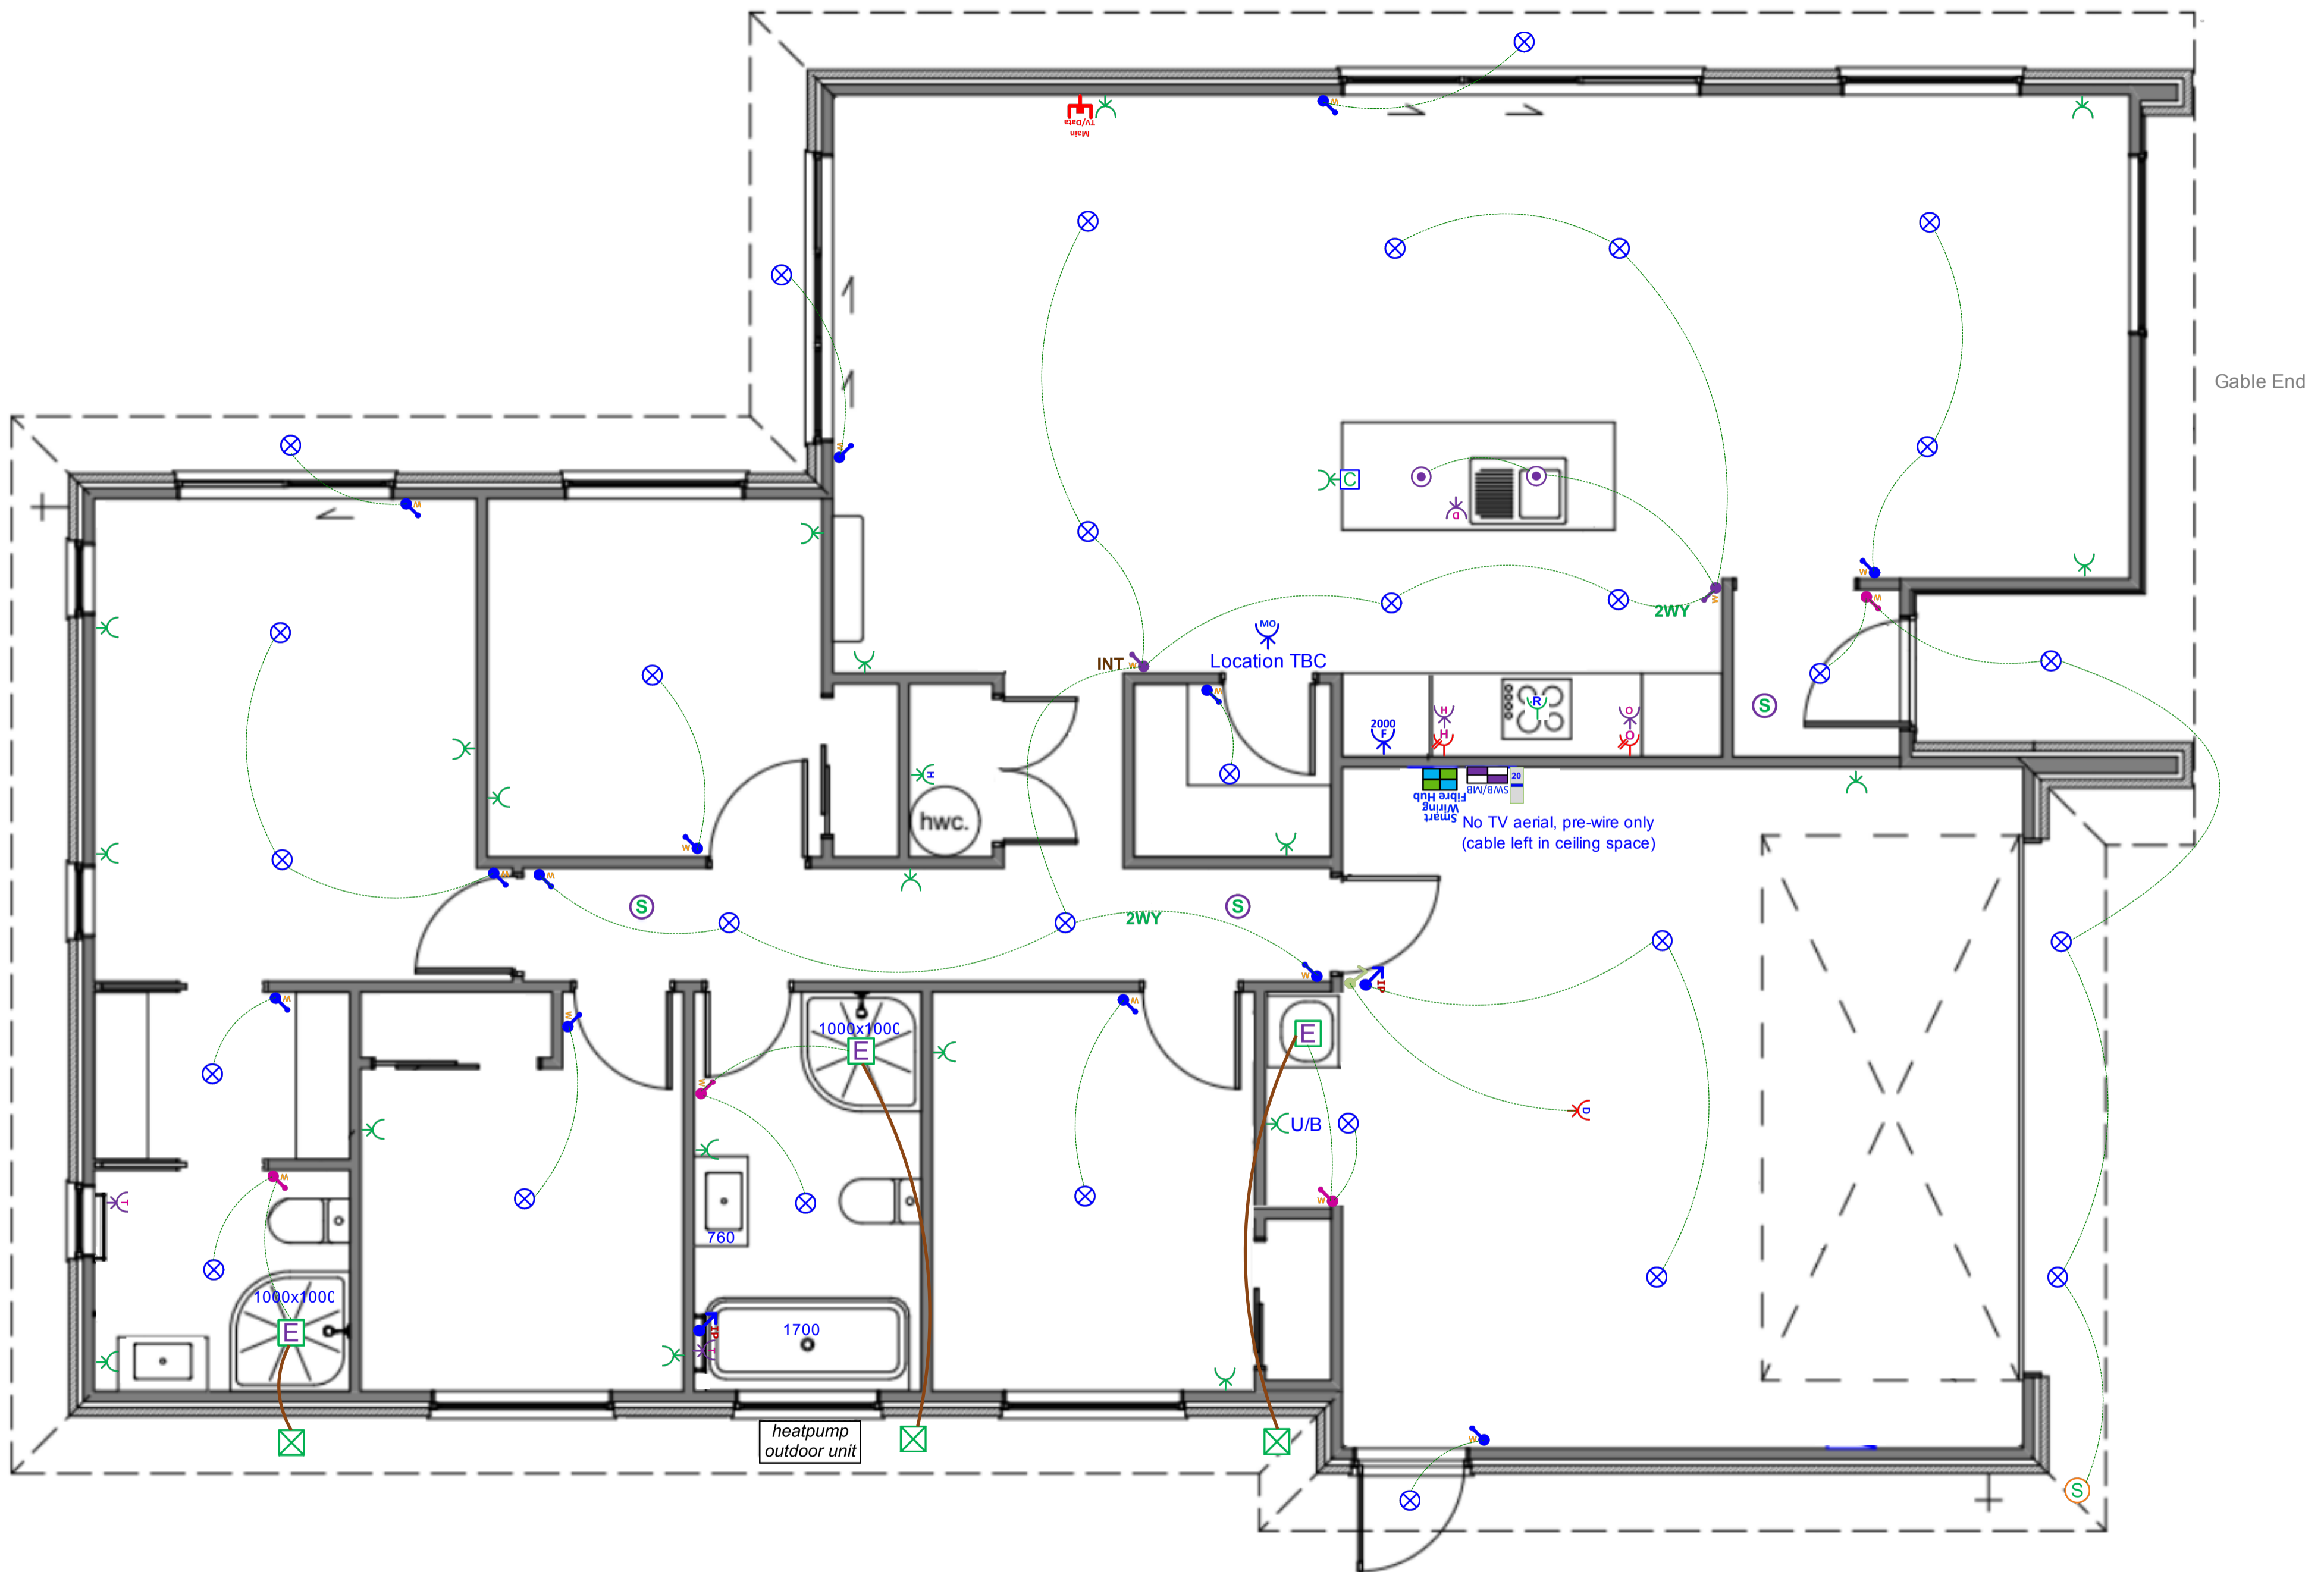 Main
TV/Data
W
W
Gable End
W
C
D
W
W
W
W
2WY
MO
Location TBC
INT
W
W
S
H
H
R
O
O
2000
F
H
hwc.
SWB/MB
20
Smart
Wiring
Fibre Hub
No TV aerial, pre-wire only
(cable left in ceiling space)
W
W
W
S
S
2WY
W
IP
W
W
W
1000x1000
E
E
W
W
D
U/B
W
T
W
760
1000x1000
E
1700
IP
T
heatpump
outdoor unit
W
S